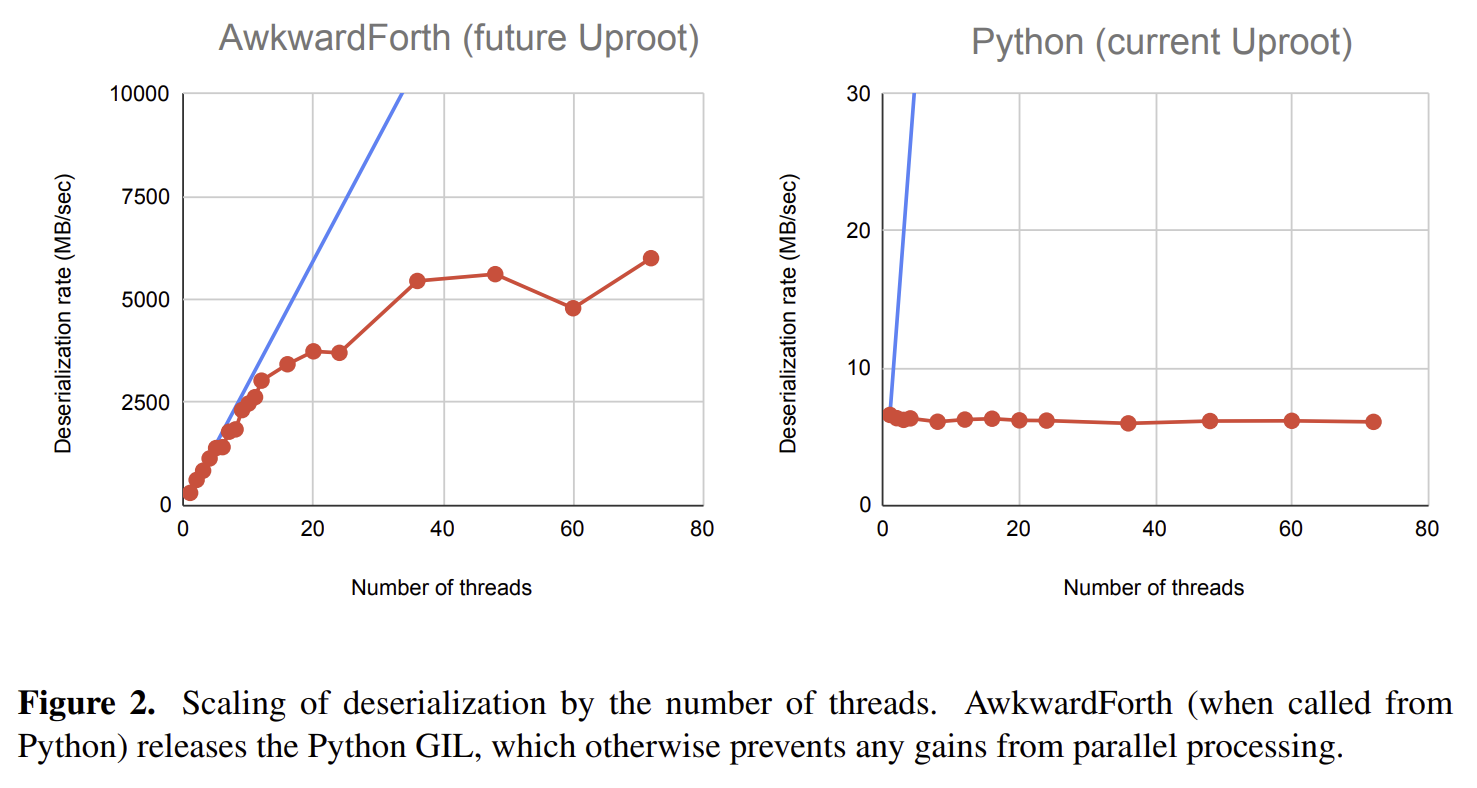 AwkwardForth (future Uproot)
10000
7500
5000
2500
0
0
20
40
60
80
Deserialization rate (MB/sec)
Number of threads
Python (current Uproot)
30
20
10
0
0
20
40
60
80
Deserialization rate (MB/sec)
Number of threads
Figure 2. Scaling of deserialization by the number of threads. AwkwardForth (when called from
Python) releases the Python GIL, which otherwise prevents any gains from parallel processing.